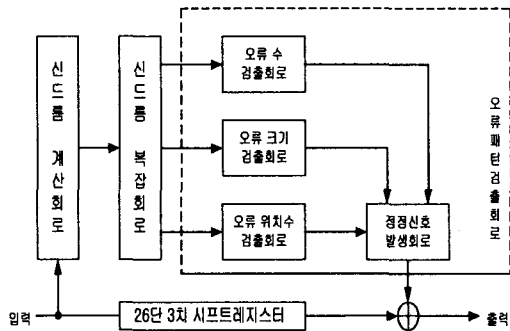 신드롬 계산회로
신드롬 복잡회로
오류 수
검출회로
오류 크기
검출회로
오류 위치수
검출회로
정정신호
발생회로
오류패턴검출회로
입력
26단 3차 시프트레지스터
출력